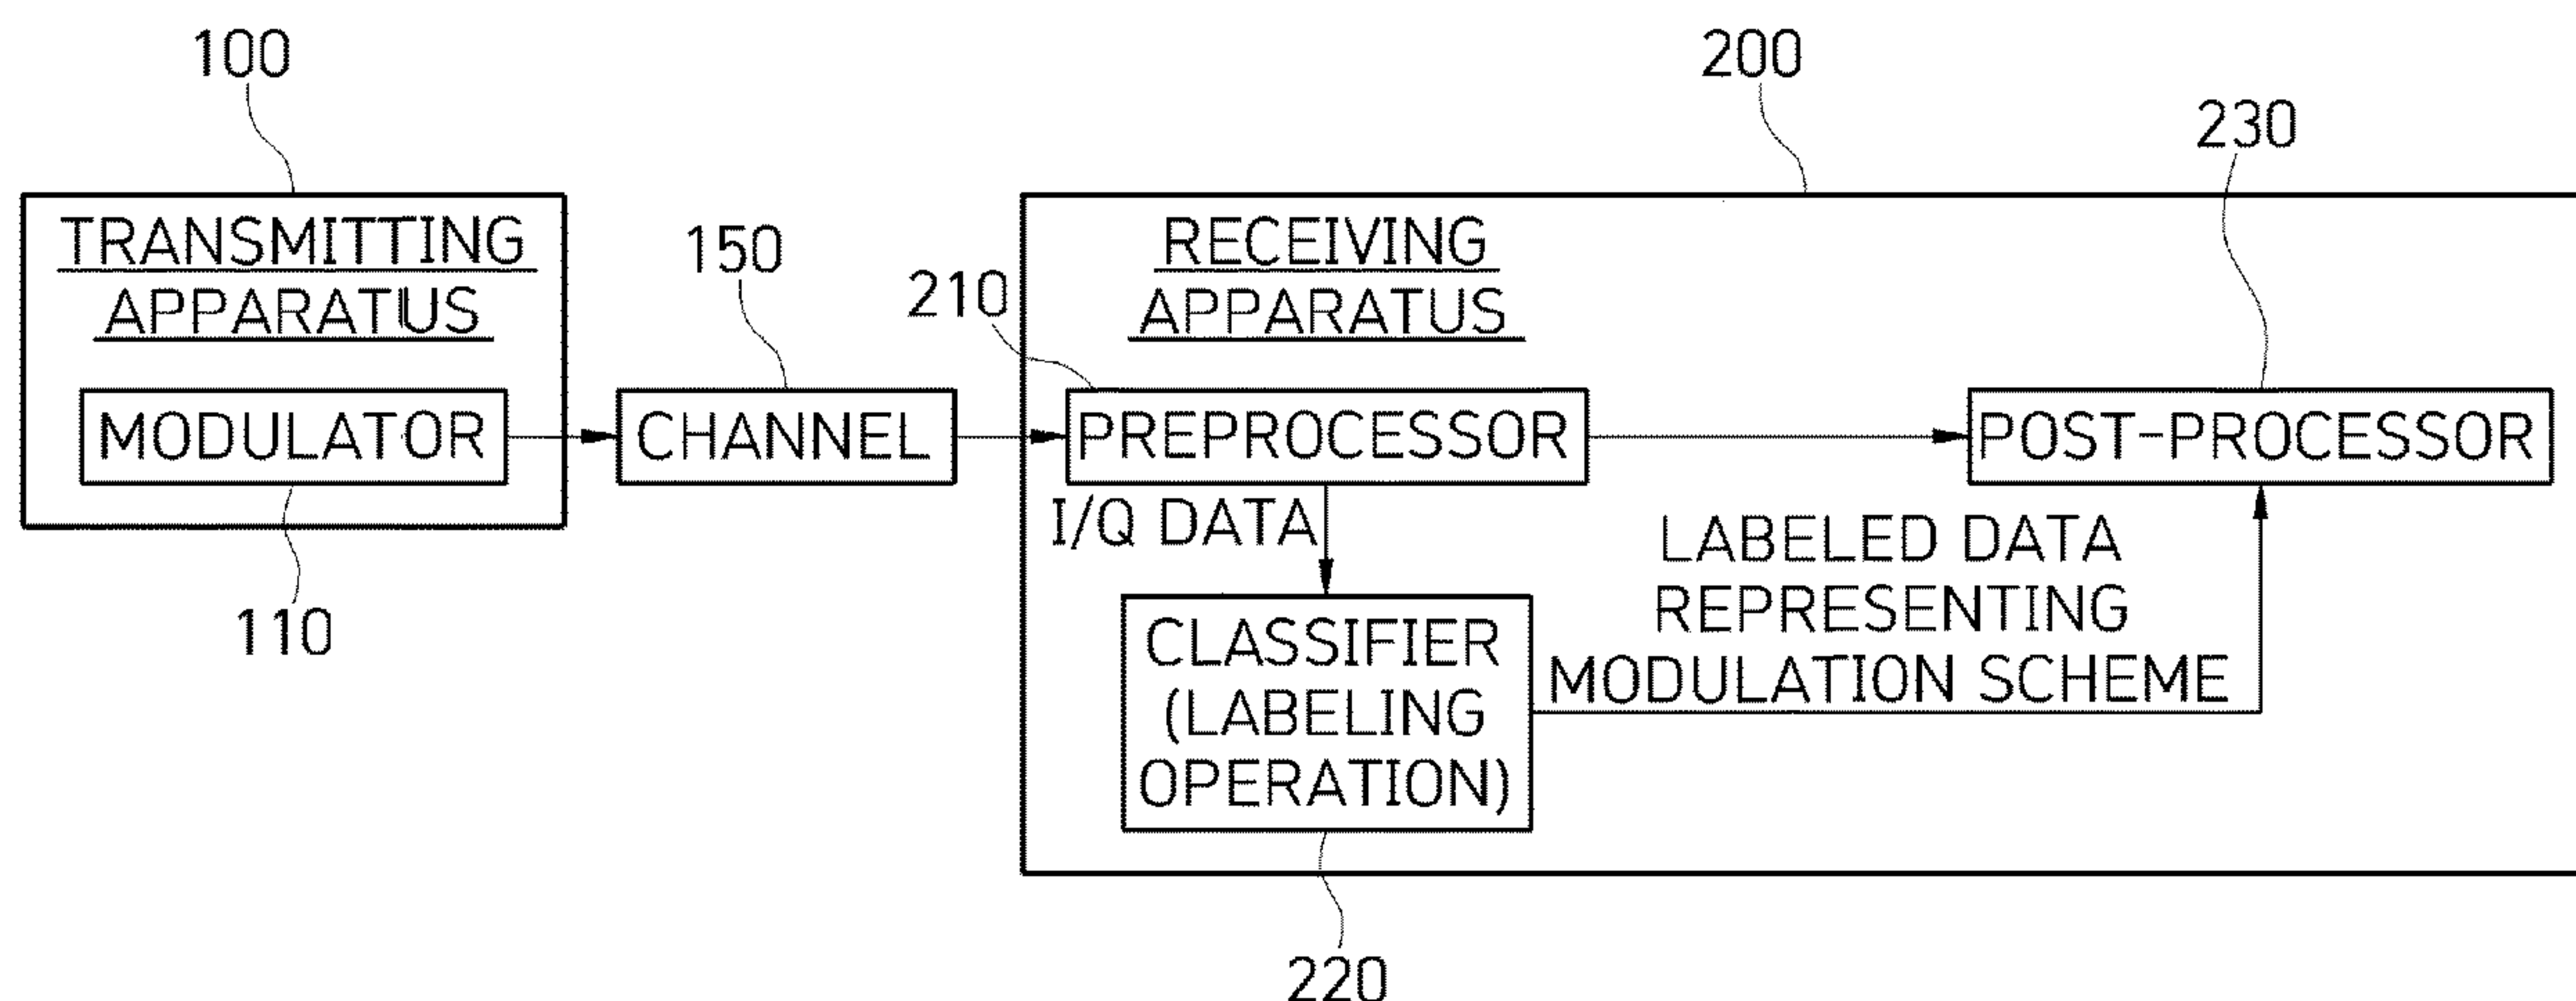 100
200
230
TRANSMITTING
APPARATUS
150
210
RECEIVING
APPARATUS
MODULATOR
CHANNEL
PREPROCESSOR
POST-PROCESSOR
110
I/Q DATA
CLASSIFIER
(LABELING
OPERATION)
LABELED DATA
REPRESENTING
MODULATION SCHEME
220